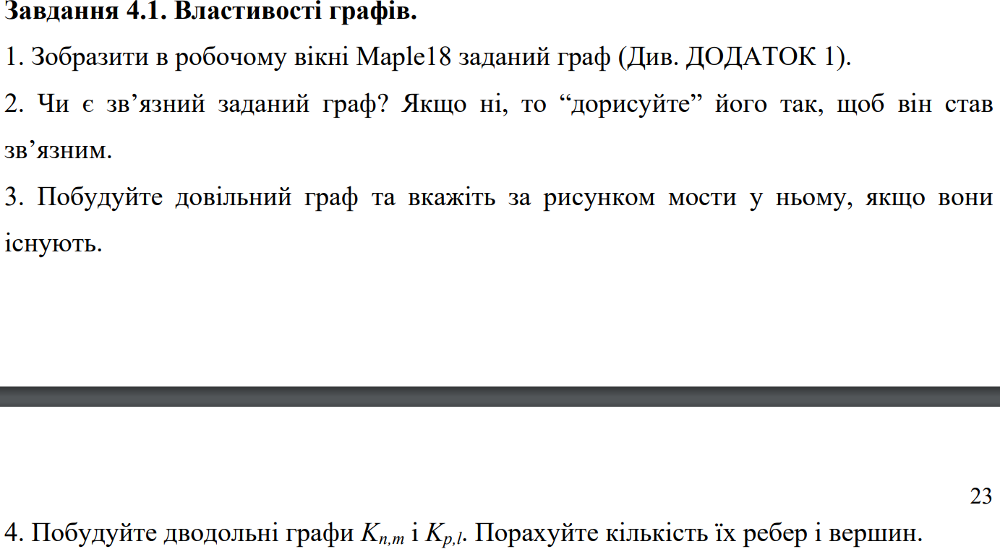 Завдання 4.1. Властивості графів.
1. Зобразити в робочому вікні Maple18 заданий граф (Див. ДОДАТОК 1).
2. Чи є зв’язний заданий граф? Якщо ні, то “дорисуйте” його так, щоб він став
зв’язним.
3. Побудуйте довільний граф та вкажіть за рисунком мости у ньому, якщо вони
існують.
23
4. Побудуйте дводольні графи Kn,m і Kp,l. Порахуйте кількість їх ребер і вершин.